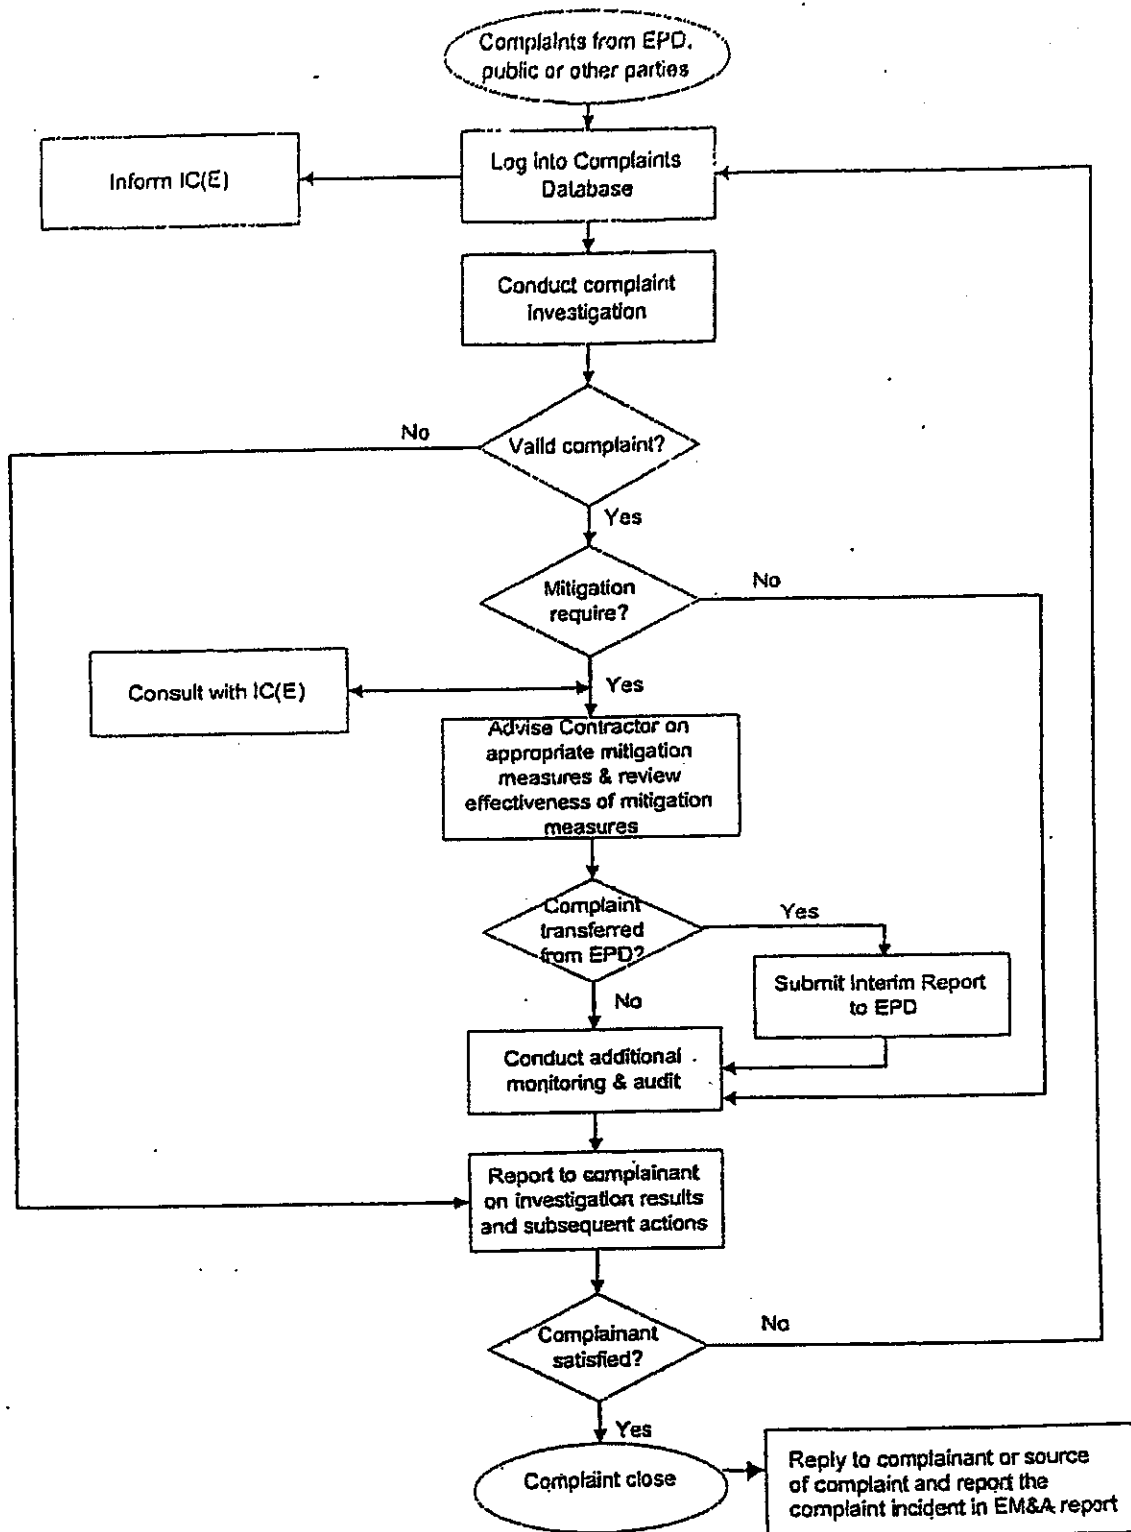 Complaints from EPD,
public or other parties
Inform IC(E)
Log into Complaints
Database
Conduct complaint
investigation
No
Valid complaint?
Yes
Mitigation
require?
No
Consult with IC(E)
Yes
Advise Contractor on
appropriate mitigation
measures & review
effectiveness of mitigation
measures
Complaint
transferred
from EPD?
Yes
Submit Interim Report
to EPD
No
Conduct additional
monitoring & audit
Report to complainant
on investigation results
and subsequent actions
Complainant
satisfied?
No
Yes
Complaint close
Reply to complainant or source
of complaint and report the
complaint incident in EM&A report